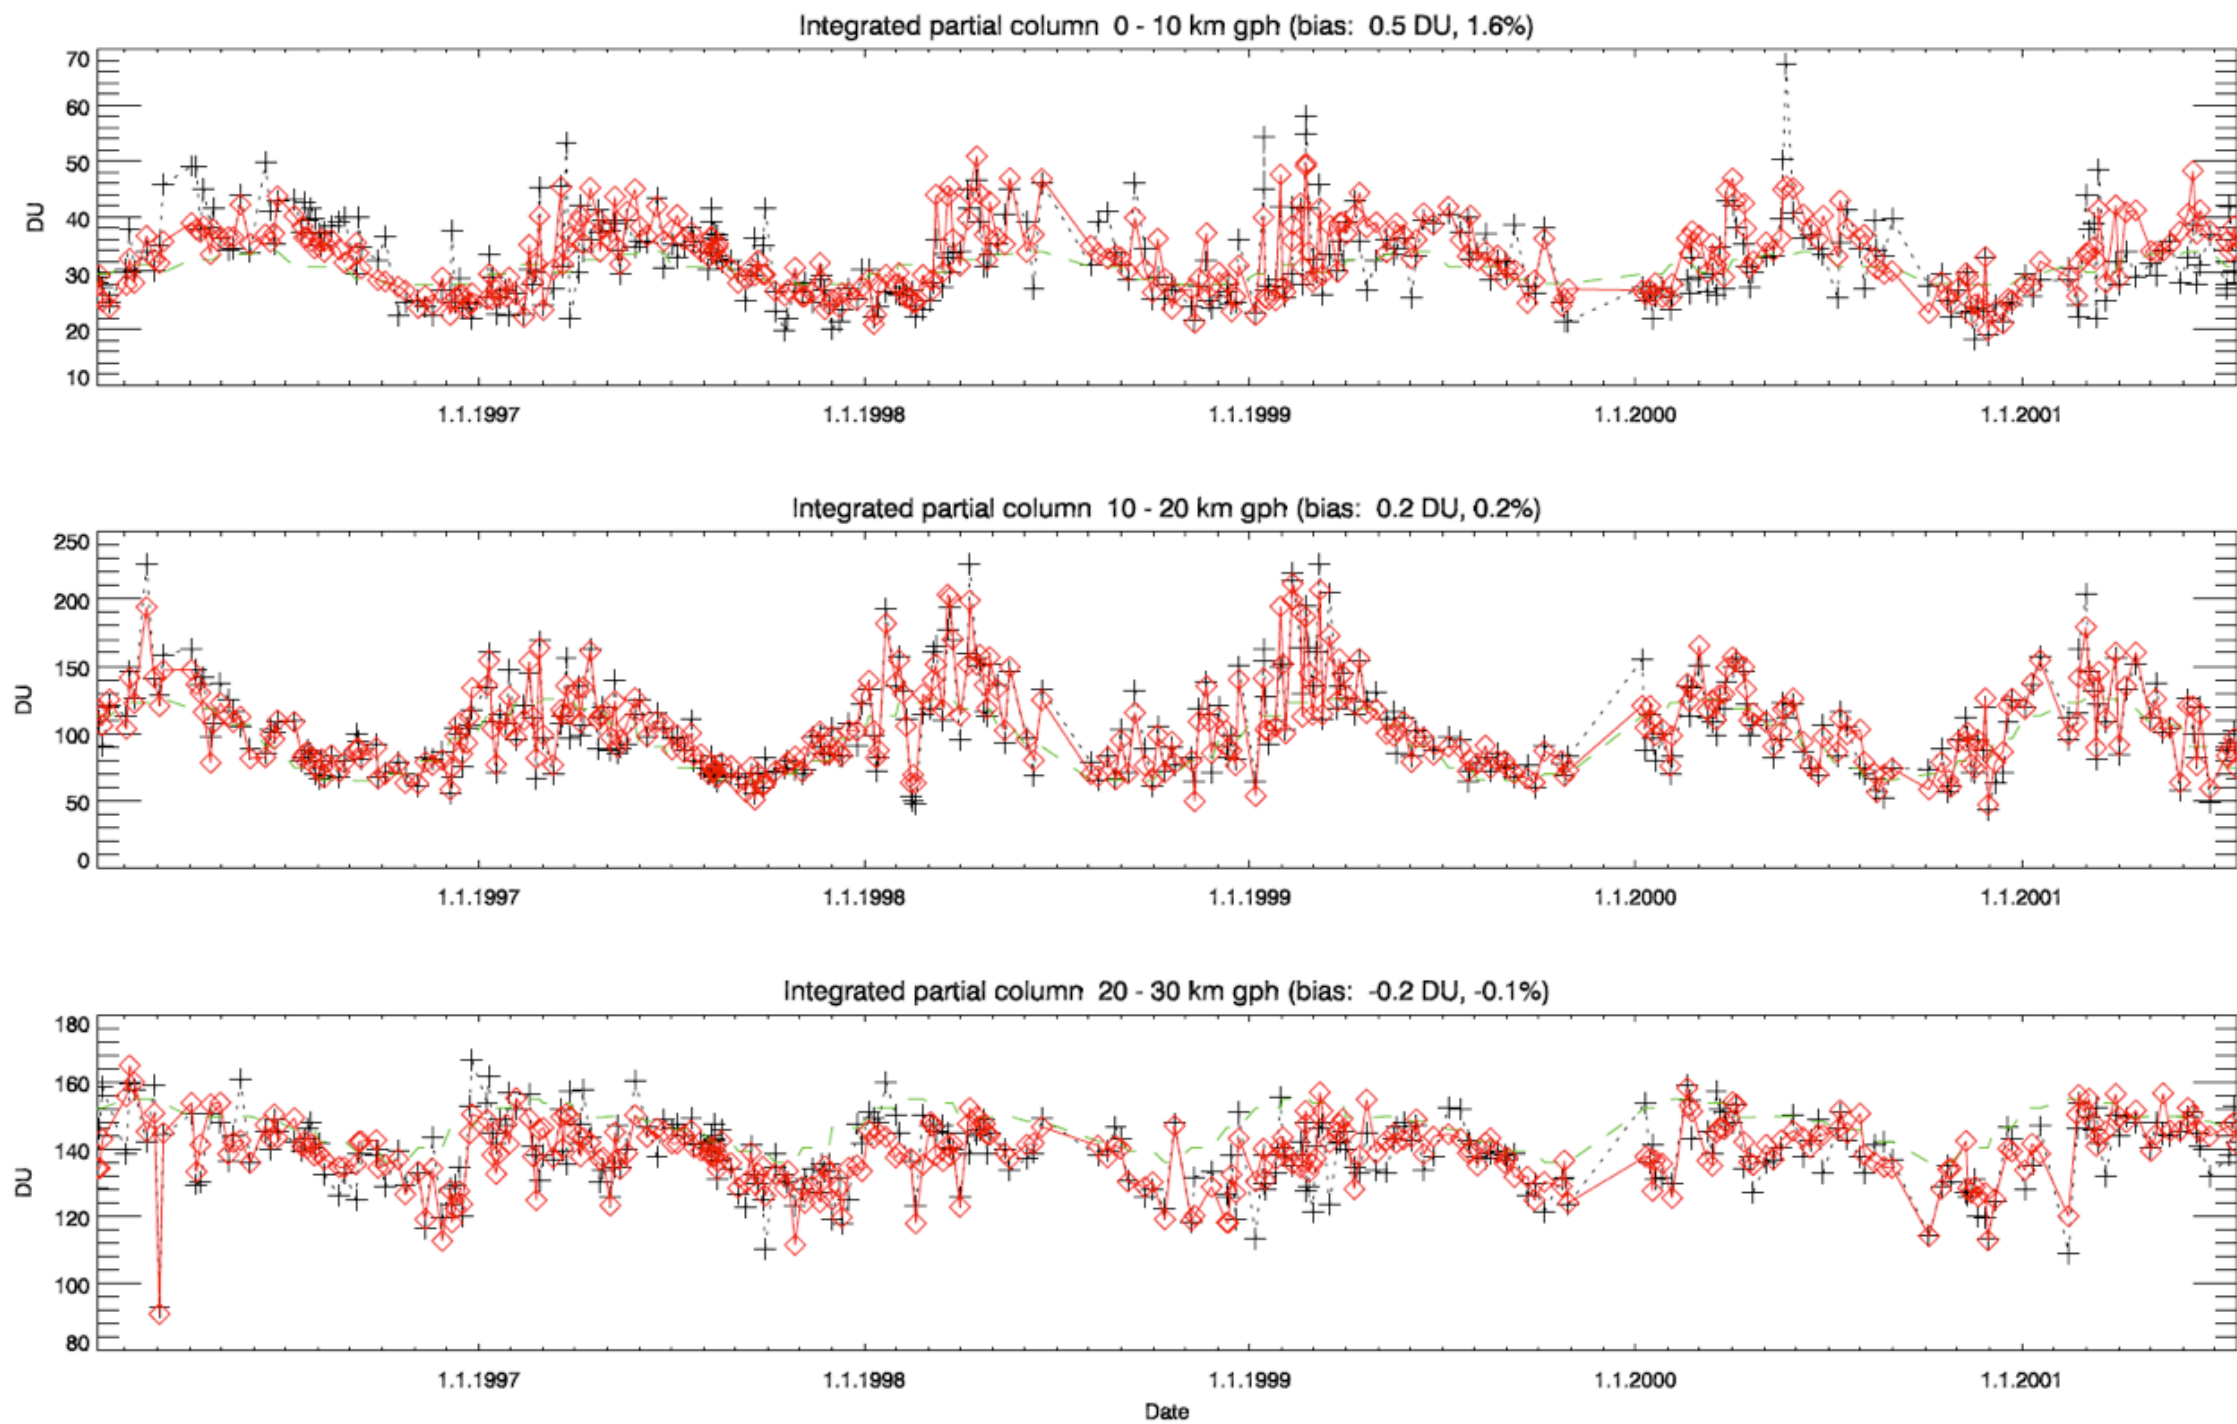 Integrated partial column 0 - 10 km gph (bias: 0.5 DU, 1.6%)
70
60
50
40
30
20
10
DU
1.1.1997 1.1.1998 1.1.1999 1.1.2000 1.1.2001
Integrated partial column 10 - 20 km gph (bias: 0.2 DU, 0.2%)
250
200
150
100
50
0
DU
1.1.1997 1.1.1998 1.1.1999 1.1.2000 1.1.2001
Integrated partial column 20 - 30 km gph (bias: -0.2 DU, -0.1%)
180
160
140
120
100
80
DU
1.1.1997 1.1.1998 1.1.1999 1.1.2000 1.1.2001
Date